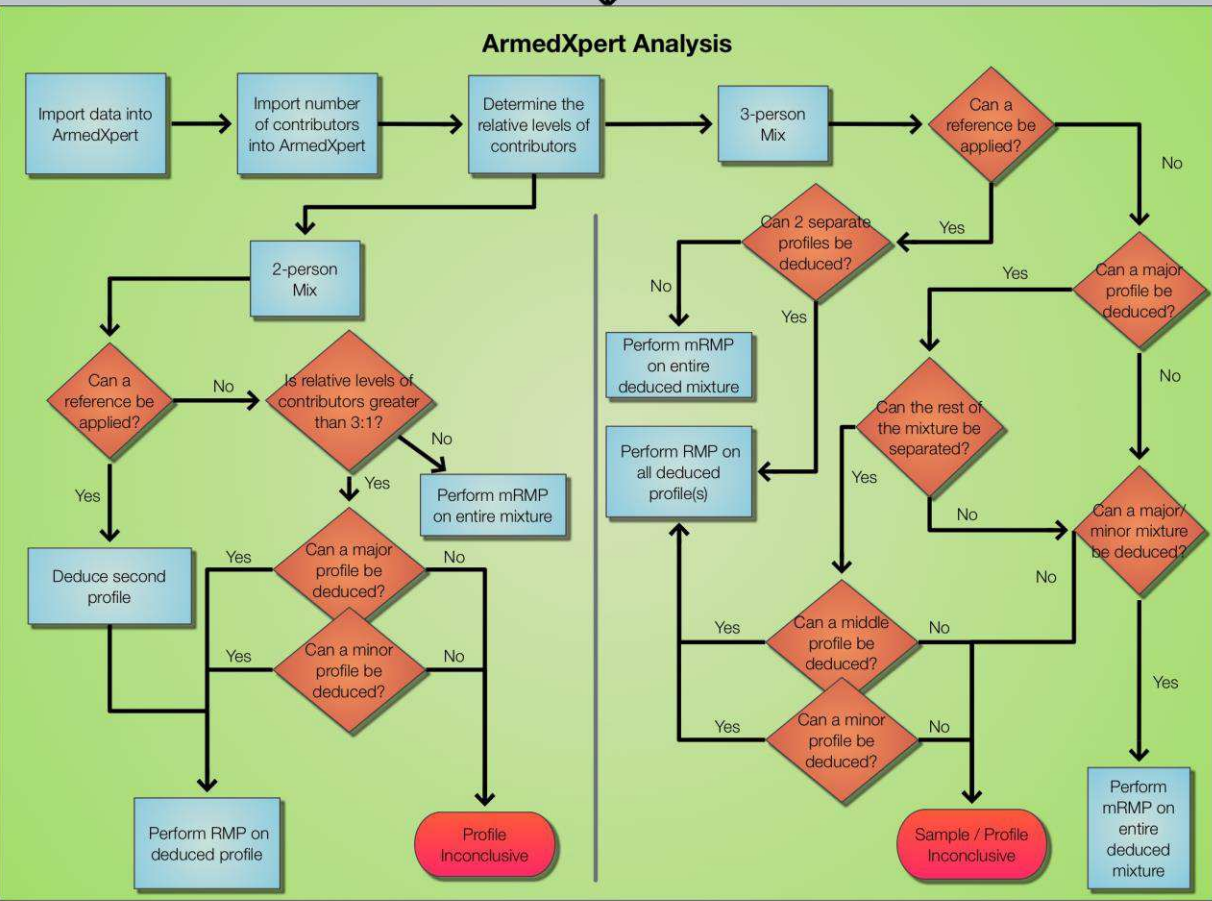 ArmedXpert Analysis
Import data into
ArmedXpert
Import number
of contributors
into ArmedXpert
Determine the
relative levels of
contributors
3-person
Mix
Can a
reference be
applied?
No
Yes
Can 2 separate
profiles be
deduced?
No
Yes
Perform mRMP
on entire
deduced mixture
Can a major
profile be
deduced?
Yes
No
Can the rest of
the mixture be
separated?
Yes
No
Perform RMP on
all deduced
profile(s)
Can a major/
minor mixture
be deduced?
No
Yes
Can a middle
profile be
deduced?
Yes
No
Can a minor
profile be
deduced?
Yes
No
Sample / Profile
Inconclusive
Perform
mRMP on
entire
deduced
mixture
2-person
Mix
Can a
reference be
applied?
No
Yes
Is relative levels of
contributors greater
than 3:1?
No
Yes
Perform mRMP
on entire mixture
Deduce second
profile
Can a major
profile be
deduced?
Yes
No
Can a minor
profile be
deduced?
Yes
No
Perform RMP on
deduced profile
Profile
Inconclusive